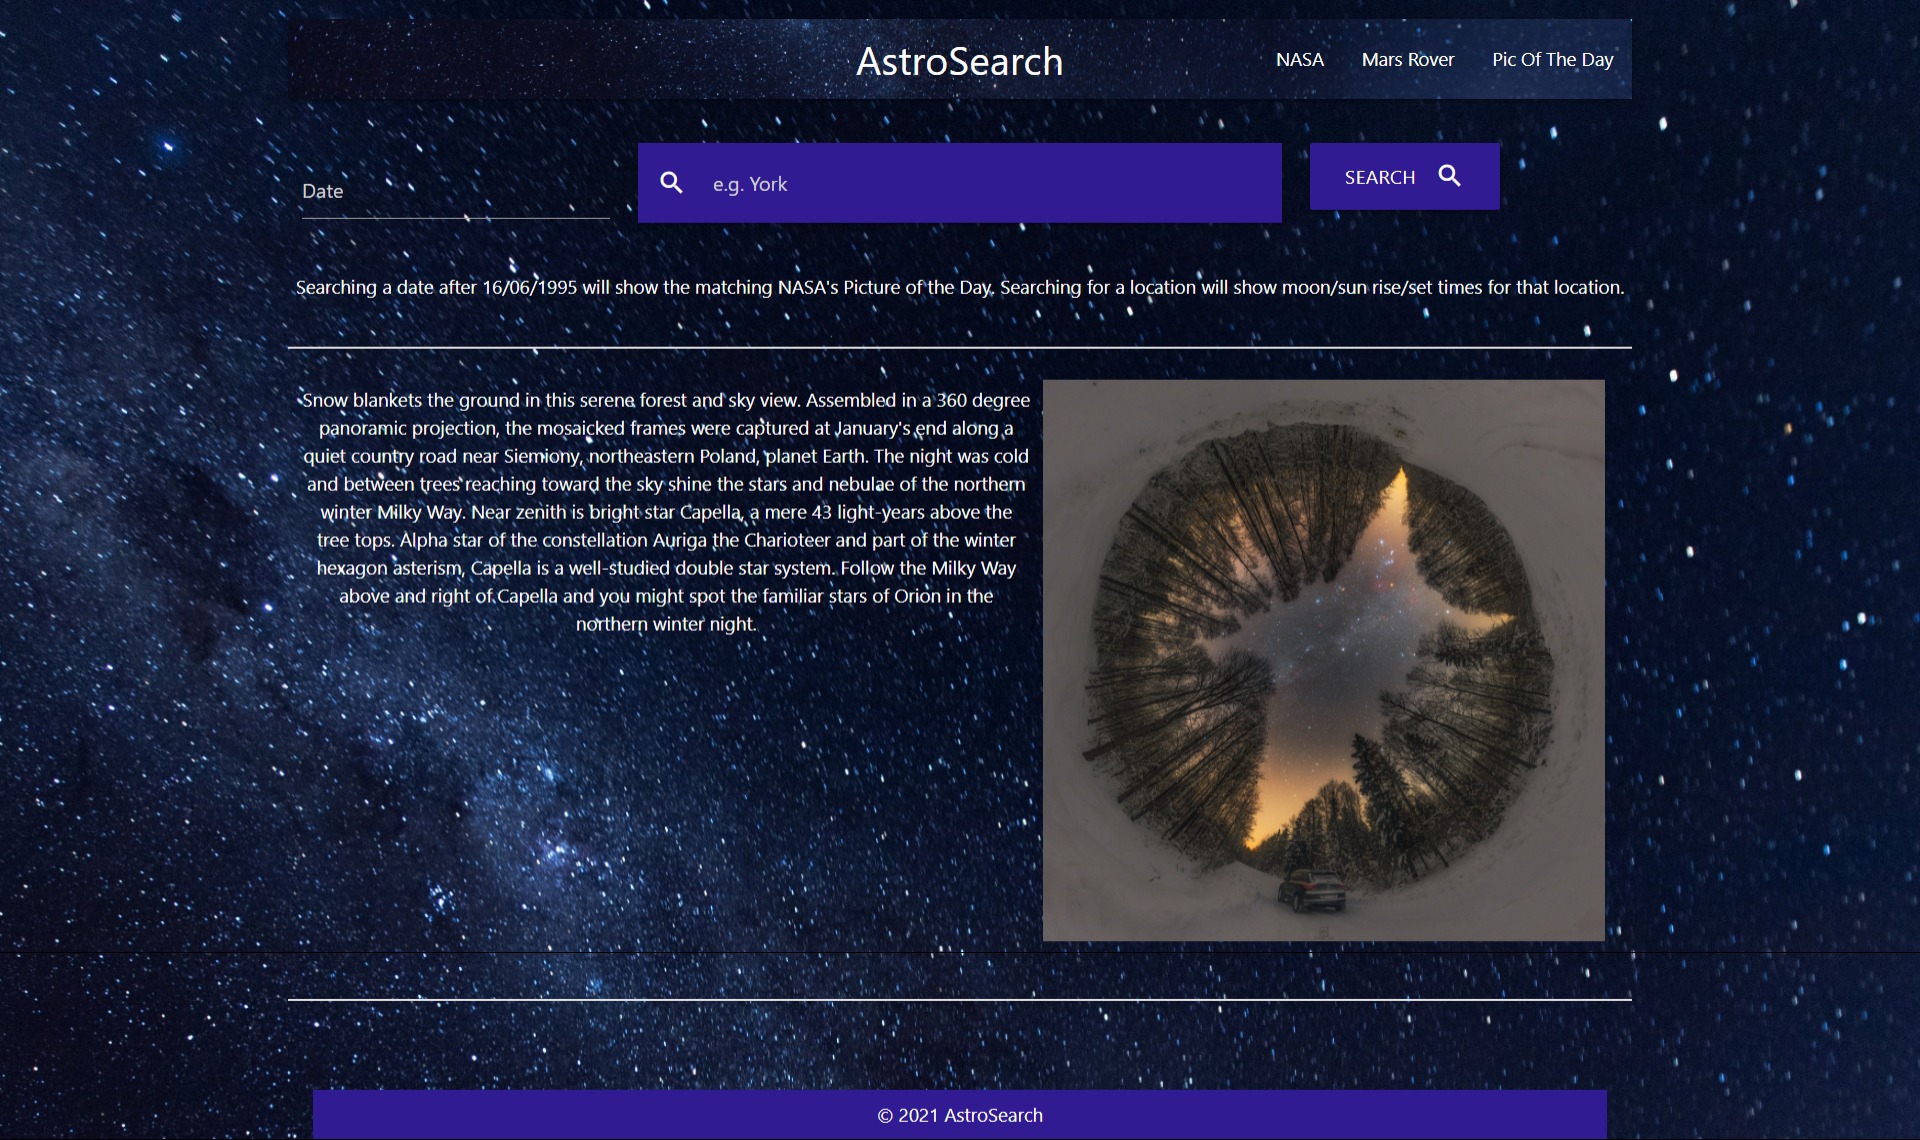 AstroSearch
NASA
Mars Rover
Pic Of The Day
Date
e.g. York
SEARCH
Searching a date after 16/06/1995 will show the matching NASA's Picture of the Day. Searching for a location will show moon/sun rise/set times for that location.
Snow blankets the ground in this serene forest and sky view. Assembled in a 360 degree
panoramic projection, the mosaicked frames were captured at January's end along a
quiet country road near Siemiony, northeastern Poland, planet Earth. The night was cold
and between trees reaching toward the sky shine the stars and nebulae of the northern
winter Milky Way. Near zenith is bright star Capella, a mere 43 light-years above the
tree tops. Alpha star of the constellation Auriga the Charioteer and part of the winter
hexagon asterism, Capella is a well-studied double star system. Follow the Milky Way
above and right of Capella and you might spot the familiar stars of Orion in the
northern winter night.
© 2021 AstroSearch